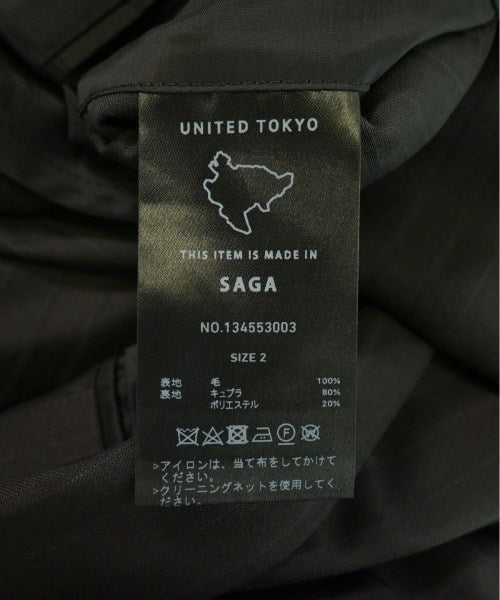 UNITED TOKYO
THIS ITEM IS MADE IN
SAGA
NO.134553003
SIZE 2
表地 毛 100%
裏地 キュプラ 80%
ポリエステル 20%
>アイロンは、当て布をしてかけて
ください。
>クリーニングネットを使用してく
ださい。